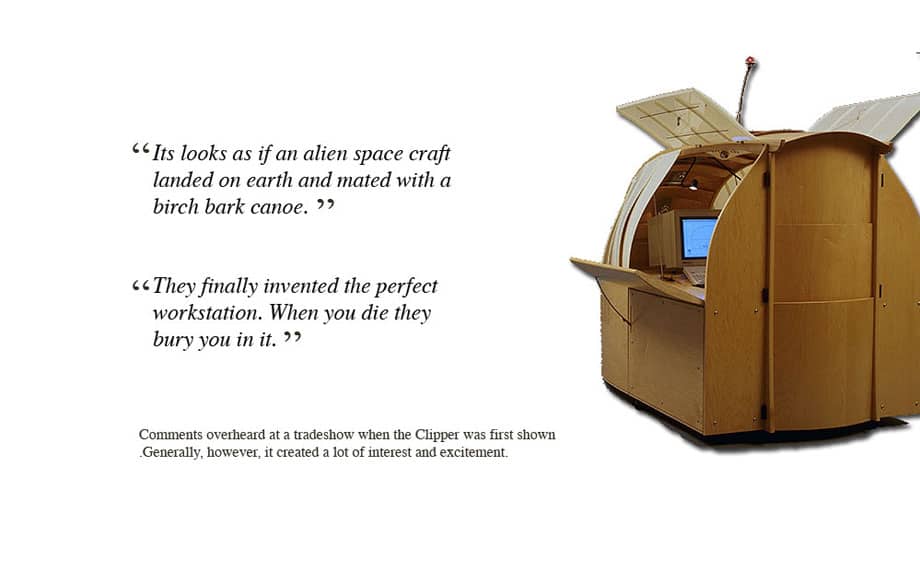 “Its looks as if an alien space craft
landed on earth and mated with a
birch bark canoe. ”
“They finally invented the perfect
workstation. When you die they
bury you in it. ”
Comments overheard at a tradeshow when the Clipper was first shown
.Generally, however, it created a lot of interest and excitement.